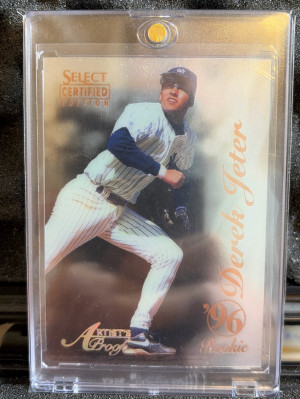 SELECT
CERTIFIED
EDITION
Derek Jeter
'96
Rookie
ARTIST'S
Proof